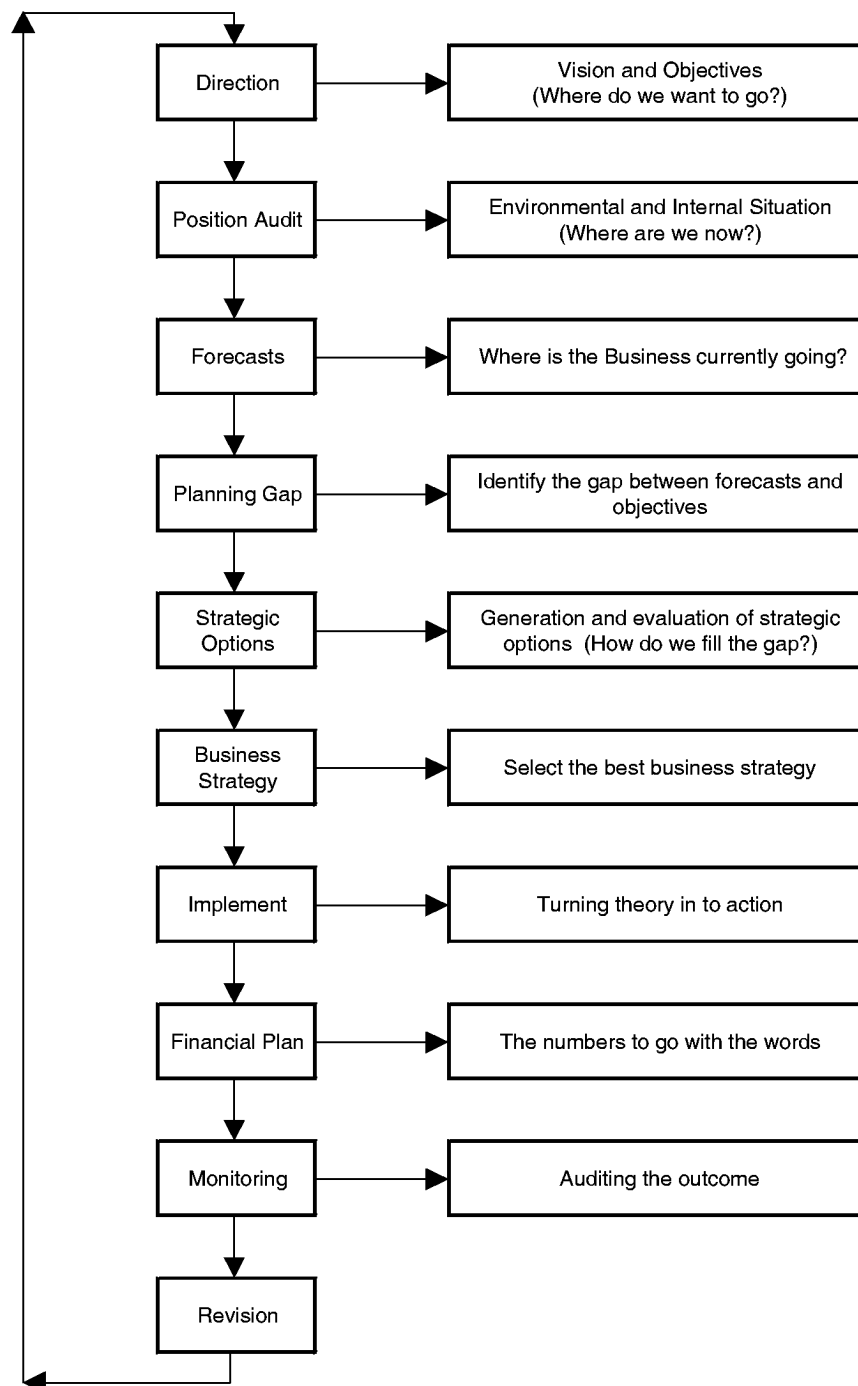 Direction
Vision and Objectives
(Where do we want to go?)
Position Audit
Environmental and Internal Situation
(Where are we now?)
Forecasts
Where is the Business currently going?
Planning Gap
Identify the gap between forecasts and
objectives
Strategic
Options
Generation and evaluation of strategic
options (How do we fill the gap?)
Business
Strategy
Select the best business strategy
Implement
Turning theory in to action
Financial Plan
The numbers to go with the words
Monitoring
Auditing the outcome
Revision